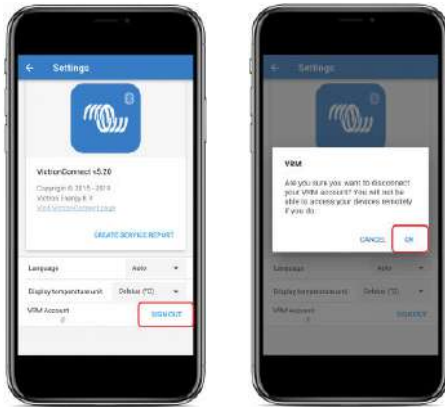 Settings
VictronConnect v5.20
Copyright © 2015 - 2019
Victron Energy B.V.
Visit VictronConnect page
CREATE SERVICE REPORT
Language Auto
Display temperature unit Celsius (°C)
VRM Account
SIGN OUT
Settings
VRM
Are you sure you want to disconnect
your VRM account? You will not be
able to access your devices remotely
if you do.
CANCEL OK
Language Auto
Display temperature unit Celsius (°C)
VRM Account
SIGN OUT